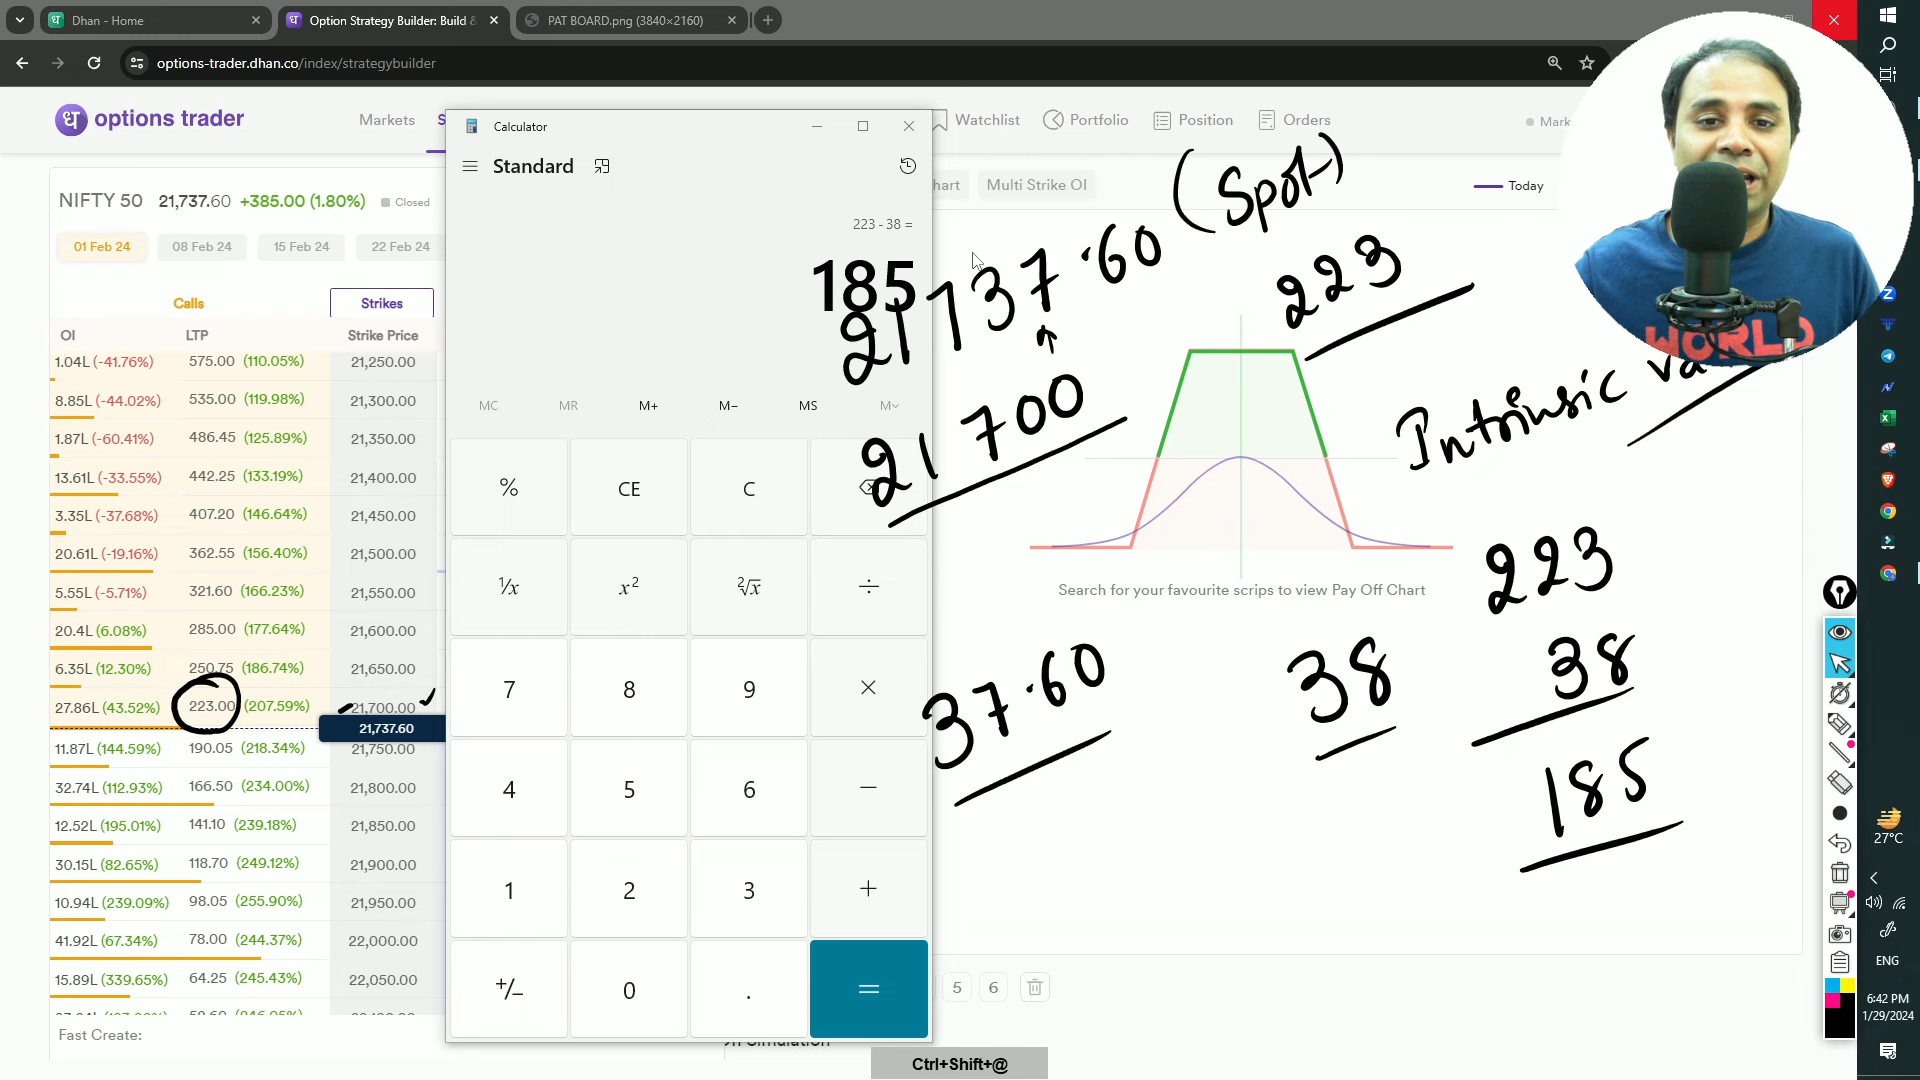 Dhan - Home
Option Strategy Builder: Build &
PAT BOARD.png (3840×2160)
options-trader.dhan.co/index/strategybuilder
ध options trader
Markets
S
Watchlist
Portfolio
Position
Orders
Mark
NIFTY 50 21,737.60 +385.00 (1.80%) Closed
01 Feb 24 08 Feb 24 15 Feb 24 22 Feb 24
Calls Strikes
OI LTP Strike Price
1.04L (-41.76%) 575.00 (110.05%) 21,250.00
8.85L (-44.02%) 535.00 (119.98%) 21,300.00
1.87L (-60.41%) 486.45 (125.89%) 21,350.00
13.61L (-33.55%) 442.25 (133.19%) 21,400.00
3.35L (-37.68%) 407.20 (146.64%) 21,450.00
20.61L (-19.16%) 362.55 (156.40%) 21,500.00
5.55L (-5.71%) 321.60 (166.23%) 21,550.00
20.4L (6.08%) 285.00 (177.64%) 21,600.00
6.35L (12.30%) 250.75 (186.74%) 21,650.00
27.86L (43.52%) 223.00 (207.59%) 21,700.00
21,737.60
11.87L (144.59%) 190.05 (218.34%) 21,750.00
32.74L (112.93%) 166.50 (234.00%) 21,800.00
12.52L (195.01%) 141.10 (239.18%) 21,850.00
30.15L (82.65%) 118.70 (249.12%) 21,900.00
10.94L (239.09%) 98.05 (255.90%) 21,950.00
41.92L (67.34%) 78.00 (244.37%) 22,000.00
15.89L (339.65%) 64.25 (245.43%) 22,050.00
Fast Create:
Calculator
Standard
223 - 38 =
185
MC MR M+ M− MS M
% CE C
¹/x x² ²√x ÷
7 8 9 ×
4 5 6 −
1 2 3 +
+/− 0 . =
hart
Multi Strike OI
Today
21737.60 (Spot)
21700
223
Intrinsic va
Search for your favourite scrips to view Pay Off Chart
37.60
38
223
38
185
5 6
n Simulation
Ctrl+Shift+@
WORLD
27°C
ENG
6:42 PM
1/29/2024